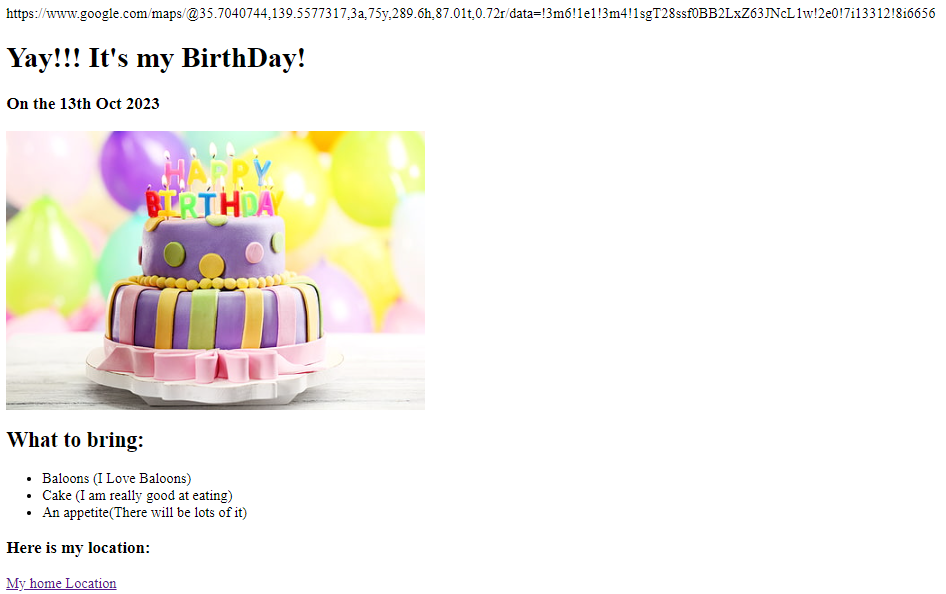 https://www.google.com/maps/@35.7040744,139.5577317,3a,75y,289.6h,87.01t,0.72r/data=!3m6!1e1!3m4!1sgT28ssf0BB2LxZ63JNcL1w!2e0!7i13312!8i6656
Yay!!! It's my BirthDay!
On the 13th Oct 2023
HAPPY
BIRTHDAY
What to bring:
Baloons (I Love Baloons)
Cake (I am really good at eating)
An appetite(There will be lots of it)
Here is my location:
My home Location